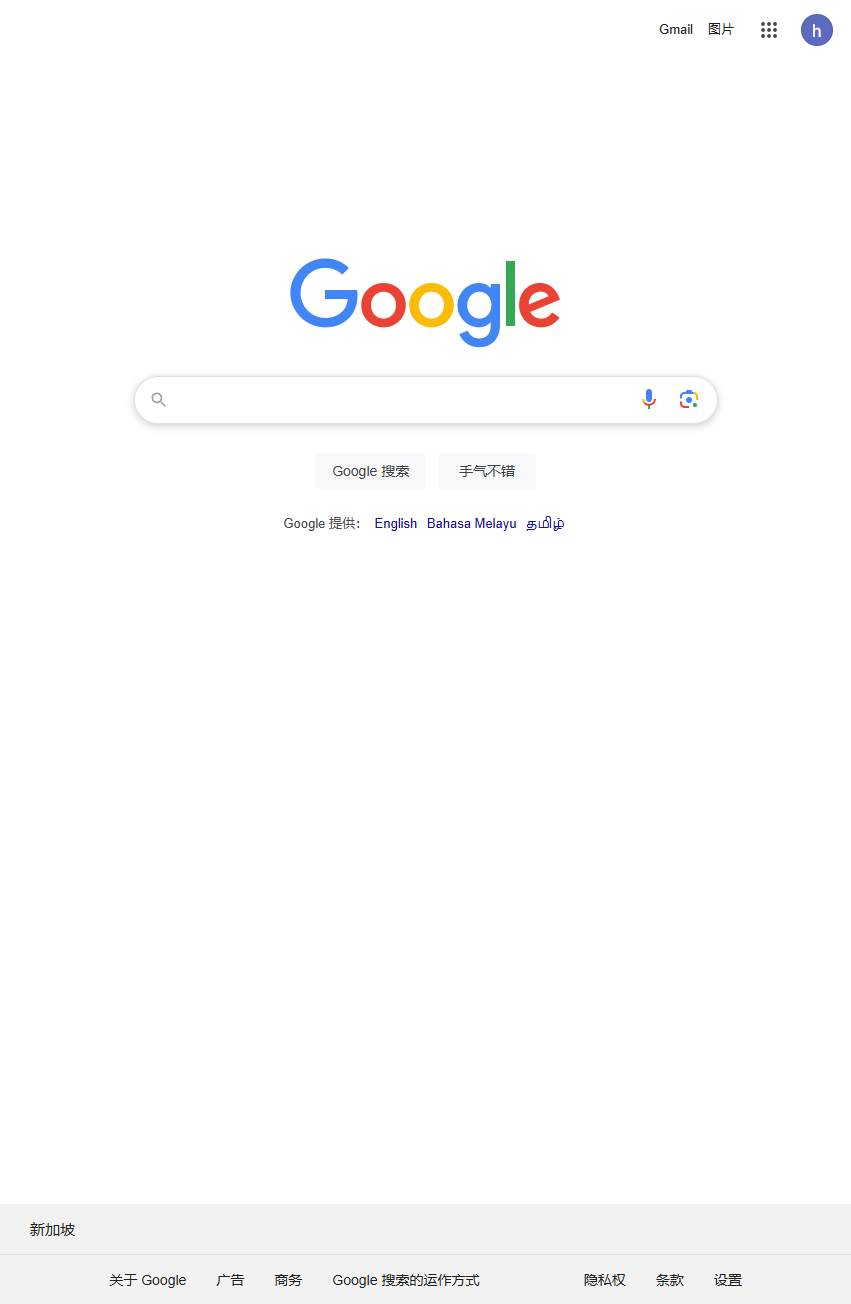 Gmail 图片 h
Google
Google 搜索 手气不错
Google 提供： English Bahasa Melayu தமிழ்
新加坡
关于 Google 广告 商务 Google 搜索的运作方式 隐私权 条款 设置